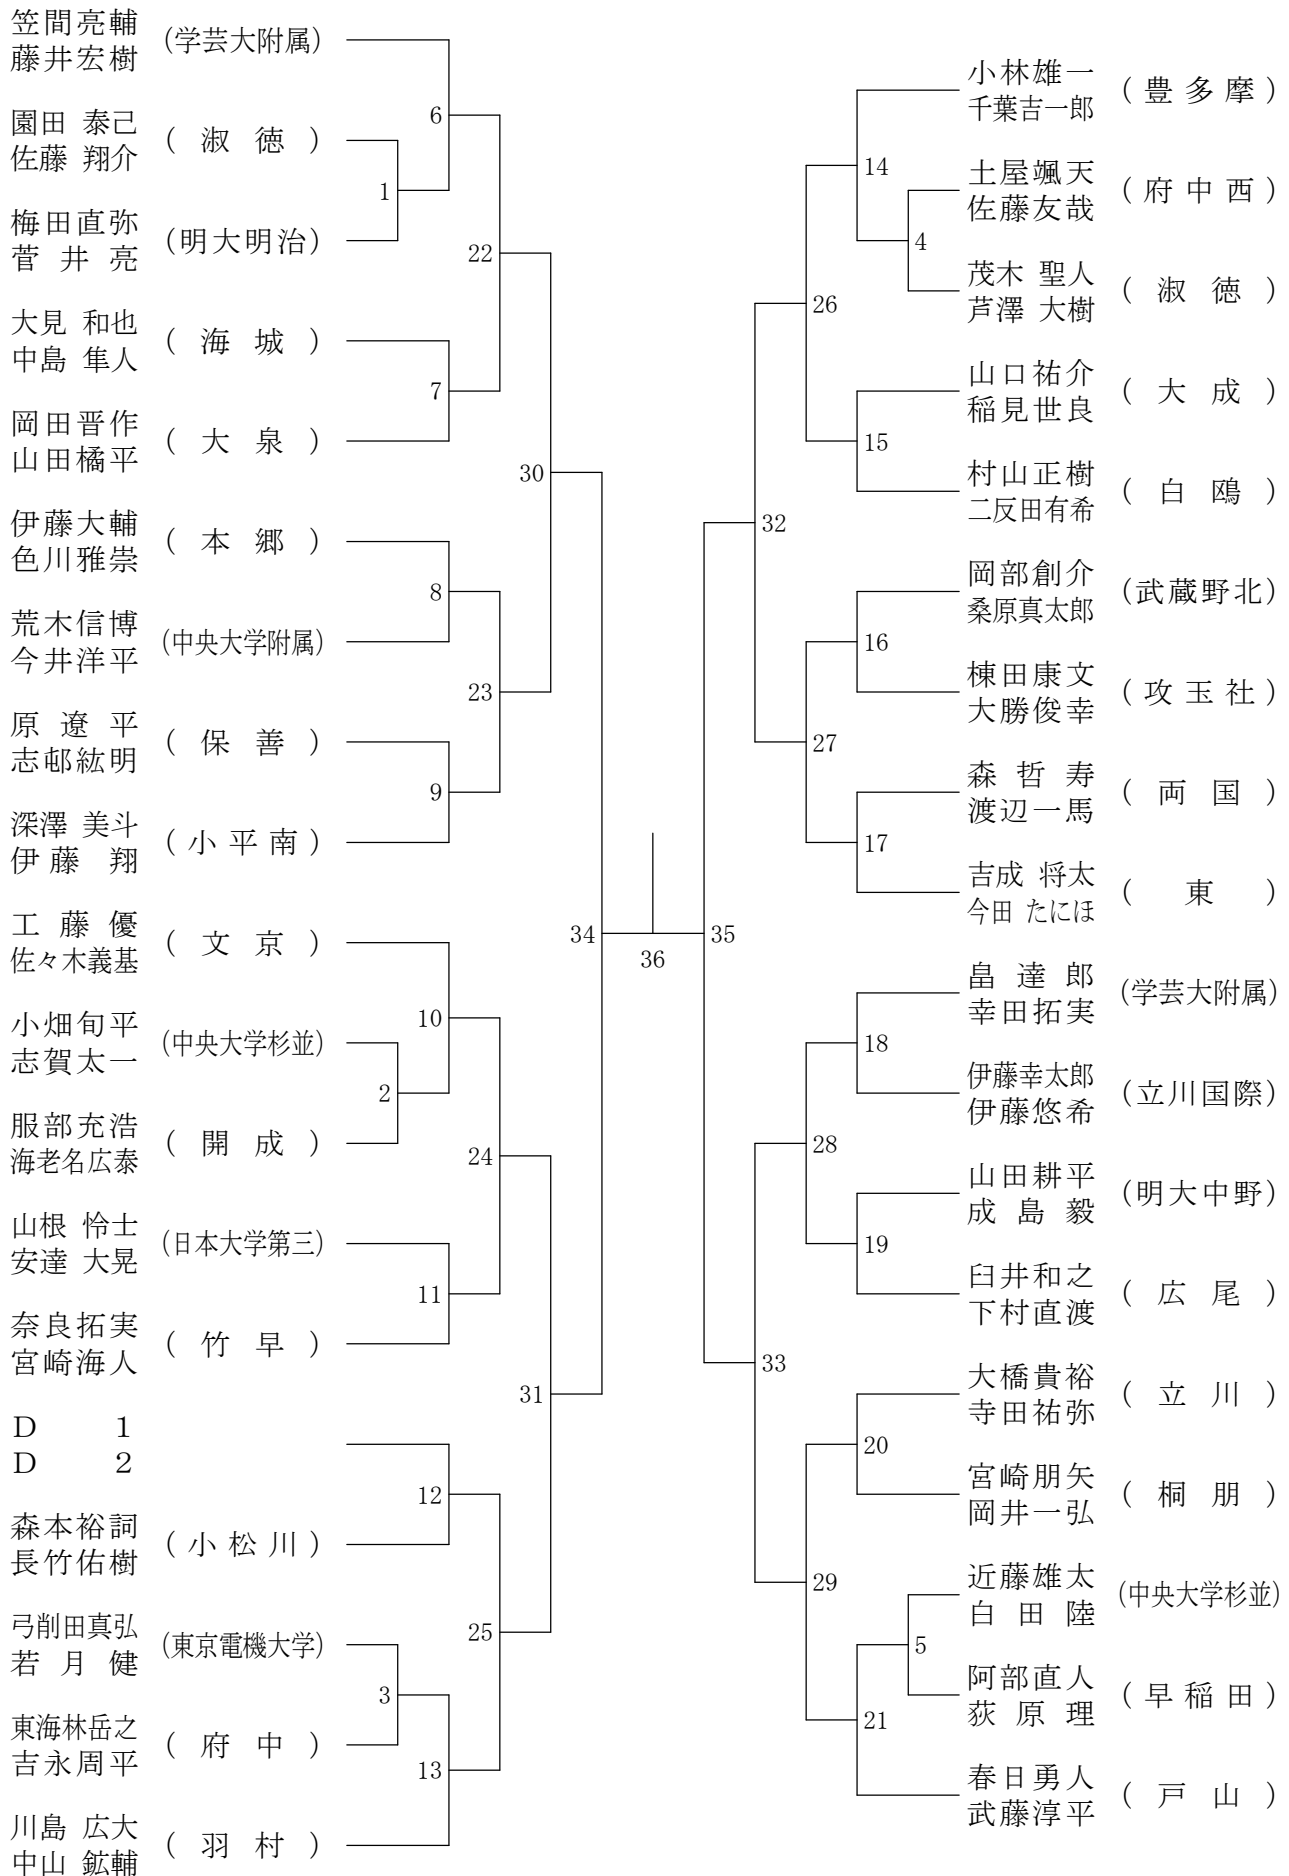 笠間亮輔
藤井宏樹
(学芸大附属)
園田 泰己
佐藤 翔介
( 淑 徳 )
梅田直弥
菅 井 亮
(明大明治)
大見 和也
中島 隼人
( 海 城 )
岡田晋作
山田橘平
( 大 泉 )
伊藤大輔
色川雅崇
( 本 郷 )
荒木信博
今井洋平
(中央大学附属)
原 遼 平
志邨紘明
( 保 善 )
深澤 美斗
伊 藤 翔
( 小 平 南 )
工 藤 優
佐々木義基
( 文 京 )
小畑旬平
志賀太一
(中央大学杉並)
服部充浩
海老名広泰
( 開 成 )
山根 怜士
安達 大晃
(日本大学第三)
奈良拓実
宮崎海人
( 竹 早 )
D 1
D 2
森本裕詞
長竹佑樹
( 小 松 川 )
弓削田真弘
若 月 健
(東京電機大学)
東海林岳之
吉永周平
( 府 中 )
川島 広大
中山 鉱輔
( 羽 村 )
1
2
3
6
7
8
9
10
11
12
13
22
23
24
25
30
31
34
36
35
32
33
26
27
28
29
14
15
16
17
18
19
20
21
4
5
小林雄一
千葉吉一郎
( 豊 多 摩 )
土屋颯天
佐藤友哉
( 府 中 西 )
茂木 聖人
芦澤 大樹
( 淑 徳 )
山口祐介
稲見世良
( 大 成 )
村山正樹
二反田有希
( 白 鴎 )
岡部創介
桑原真太郎
(武蔵野北)
棟田康文
大勝俊幸
( 攻 玉 社 )
森 哲 寿
渡辺一馬
( 両 国 )
吉成 将太
今田 たにほ
( 東 )
畠 達 郎
幸田拓実
(学芸大附属)
伊藤幸太郎
伊藤悠希
(立川国際)
山田耕平
成 島 毅
(明大中野)
臼井和之
下村直渡
( 広 尾 )
大橋貴裕
寺田祐弥
( 立 川 )
宮崎朋矢
岡井一弘
( 桐 朋 )
近藤雄太
白 田 陸
(中央大学杉並)
阿部直人
荻 原 理
( 早 稲 田 )
春日勇人
武藤淳平
( 戸 山 )